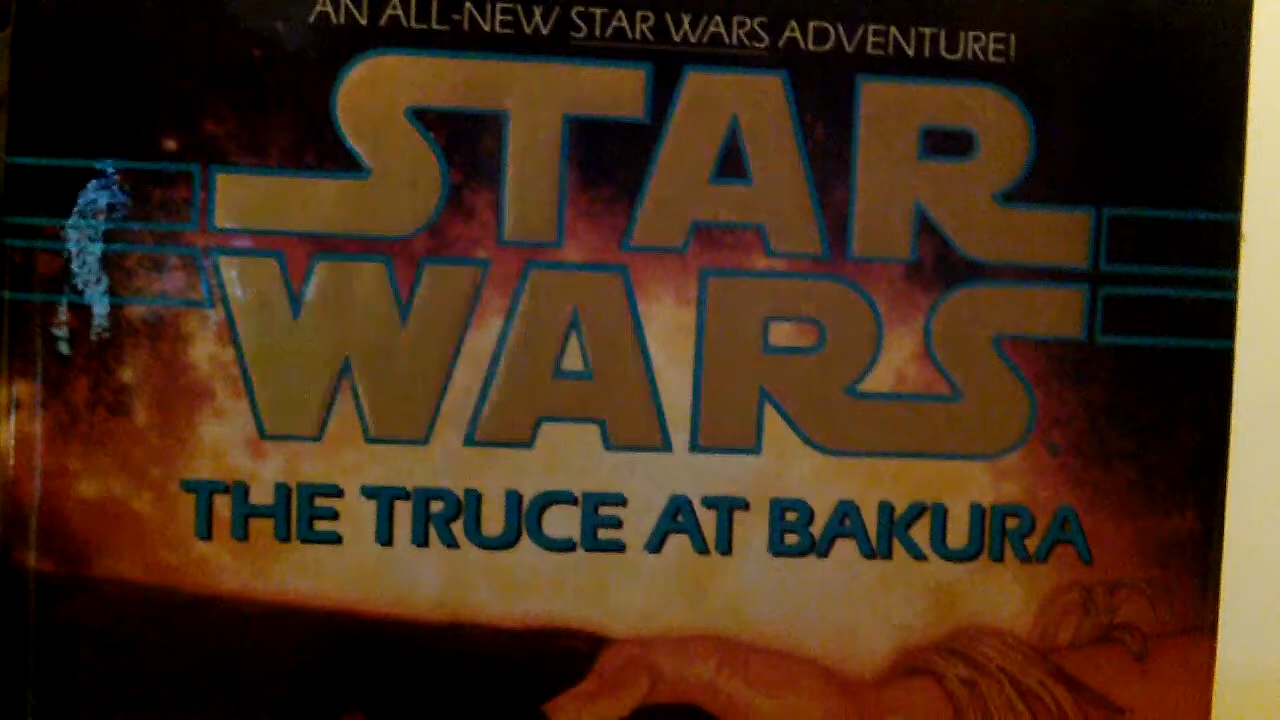 AN ALL-NEW STAR WARS ADVENTURE!
STAR
WARS
THE TRUCE AT BAKURA